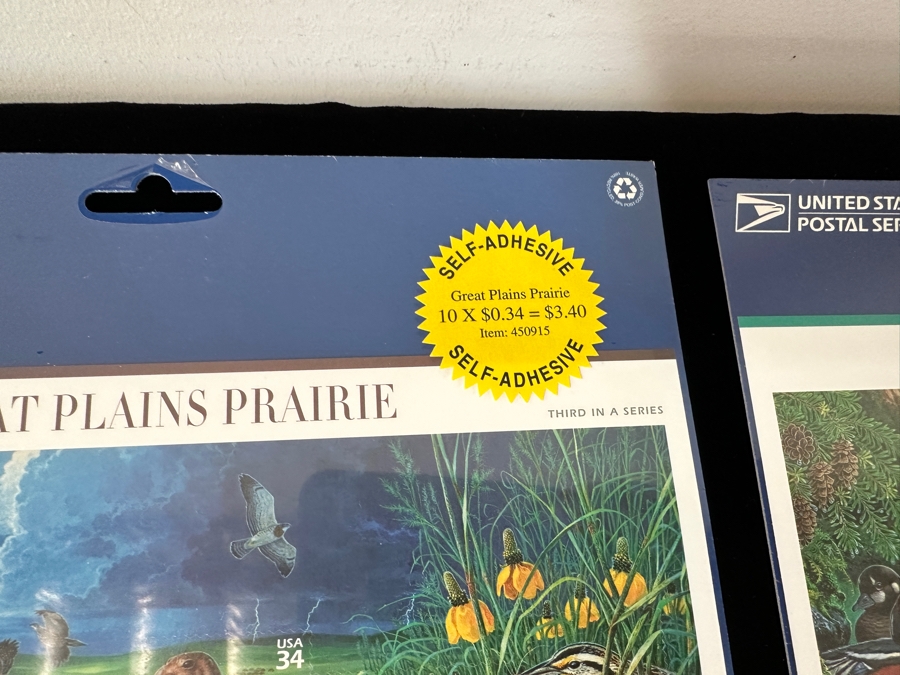 UNITED STA
POSTAL SER
SELF-ADHESIVE
Great Plains Prairie
10 X $0.34 = $3.40
Item: 450915
SELF-ADHESIVE
AT PLAINS PRAIRIE
THIRD IN A SERIES
USA
34